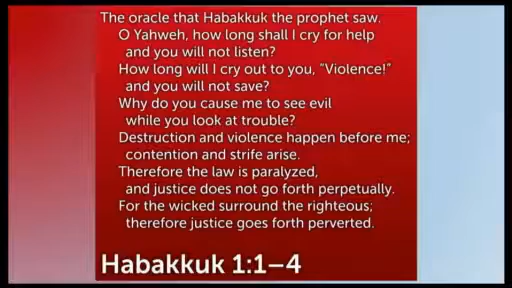 The oracle that Habakkuk the prophet saw.
O Yahweh, how long shall I cry for help
and you will not listen?
How long will I cry out to you, "Violence!"
and you will not save?
Why do you cause me to see evil
while you look at trouble?
Destruction and violence happen before me;
contention and strife arise.
Therefore the law is paralyzed,
and justice does not go forth perpetually.
For the wicked surround the righteous;
therefore justice goes forth perverted.
Habakkuk 1:1–4